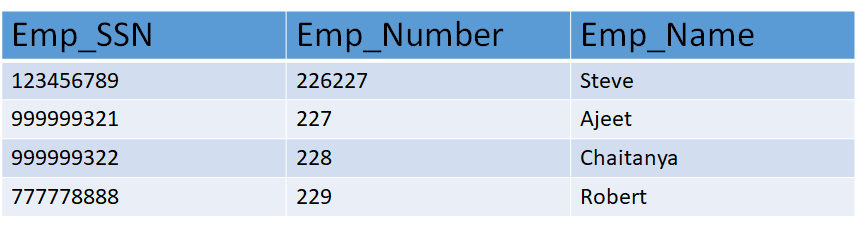 Emp_SSN Emp_Number Emp_Name
123456789 226227 Steve
999999321 227 Ajeet
999999322 228 Chaitanya
777778888 229 Robert